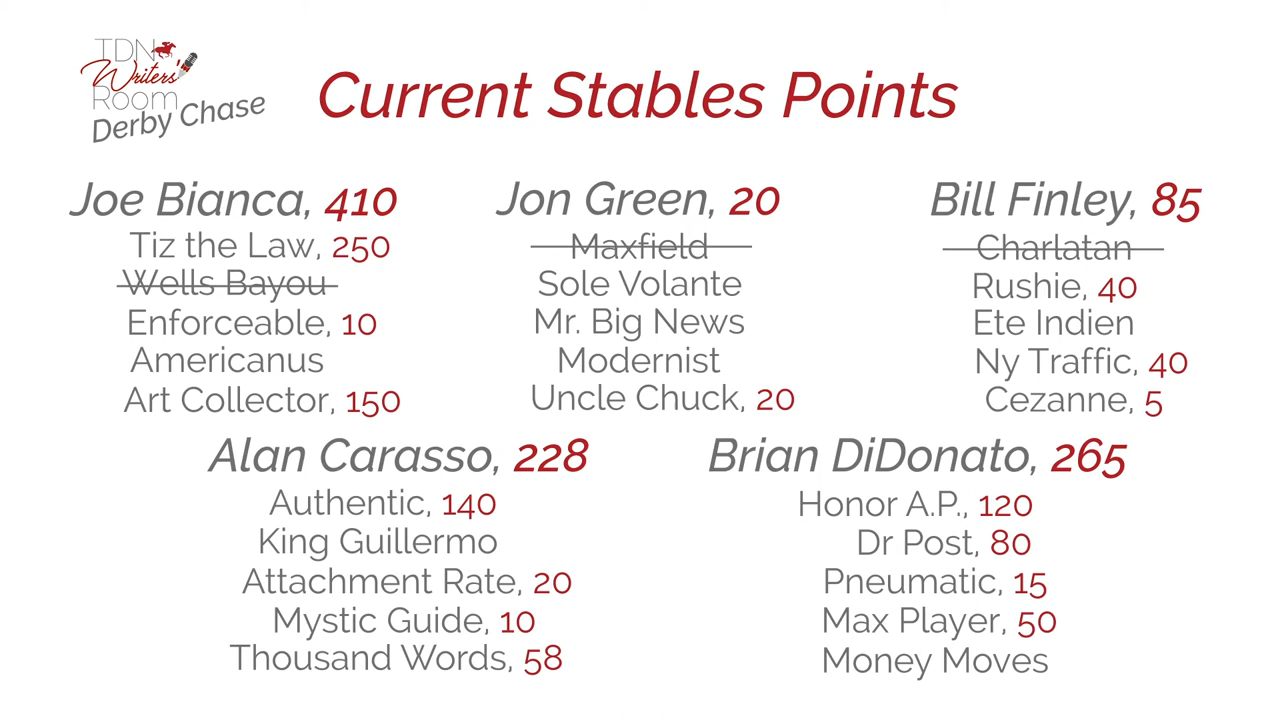 TDN
Writers'
Room
Derby Chase
Current Stables Points
Joe Bianca, 410
Tiz the Law, 250
Wells Bayou
Enforceable, 10
Americanus
Art Collector, 150
Jon Green, 20
Maxfield
Sole Volante
Mr. Big News
Modernist
Uncle Chuck, 20
Bill Finley, 85
Charlatan
Rushie, 40
Ete Indien
Ny Traffic, 40
Cezanne, 5
Alan Carasso, 228
Authentic, 140
King Guillermo
Attachment Rate, 20
Mystic Guide, 10
Thousand Words, 58
Brian DiDonato, 265
Honor A.P., 120
Dr Post, 80
Pneumatic, 15
Max Player, 50
Money Moves